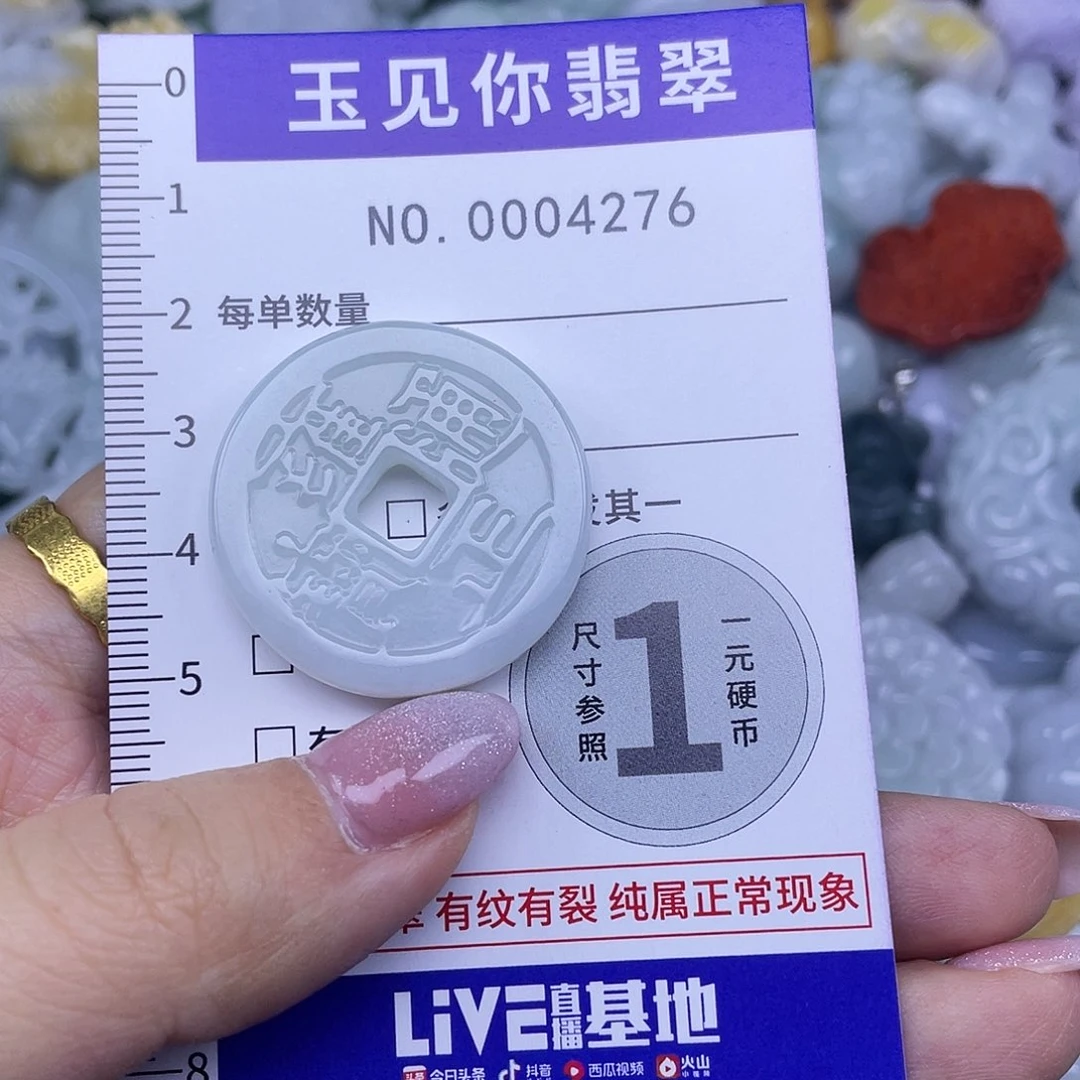 玉见你翡翠
NO.0004276
每单数量
其一
尺寸参照
1
一元硬币
有纹有裂 纯属正常现象
LiVE直播基地
头条 今日头条 抖音 西瓜视频 火山
0
1
2
3
4
5
8